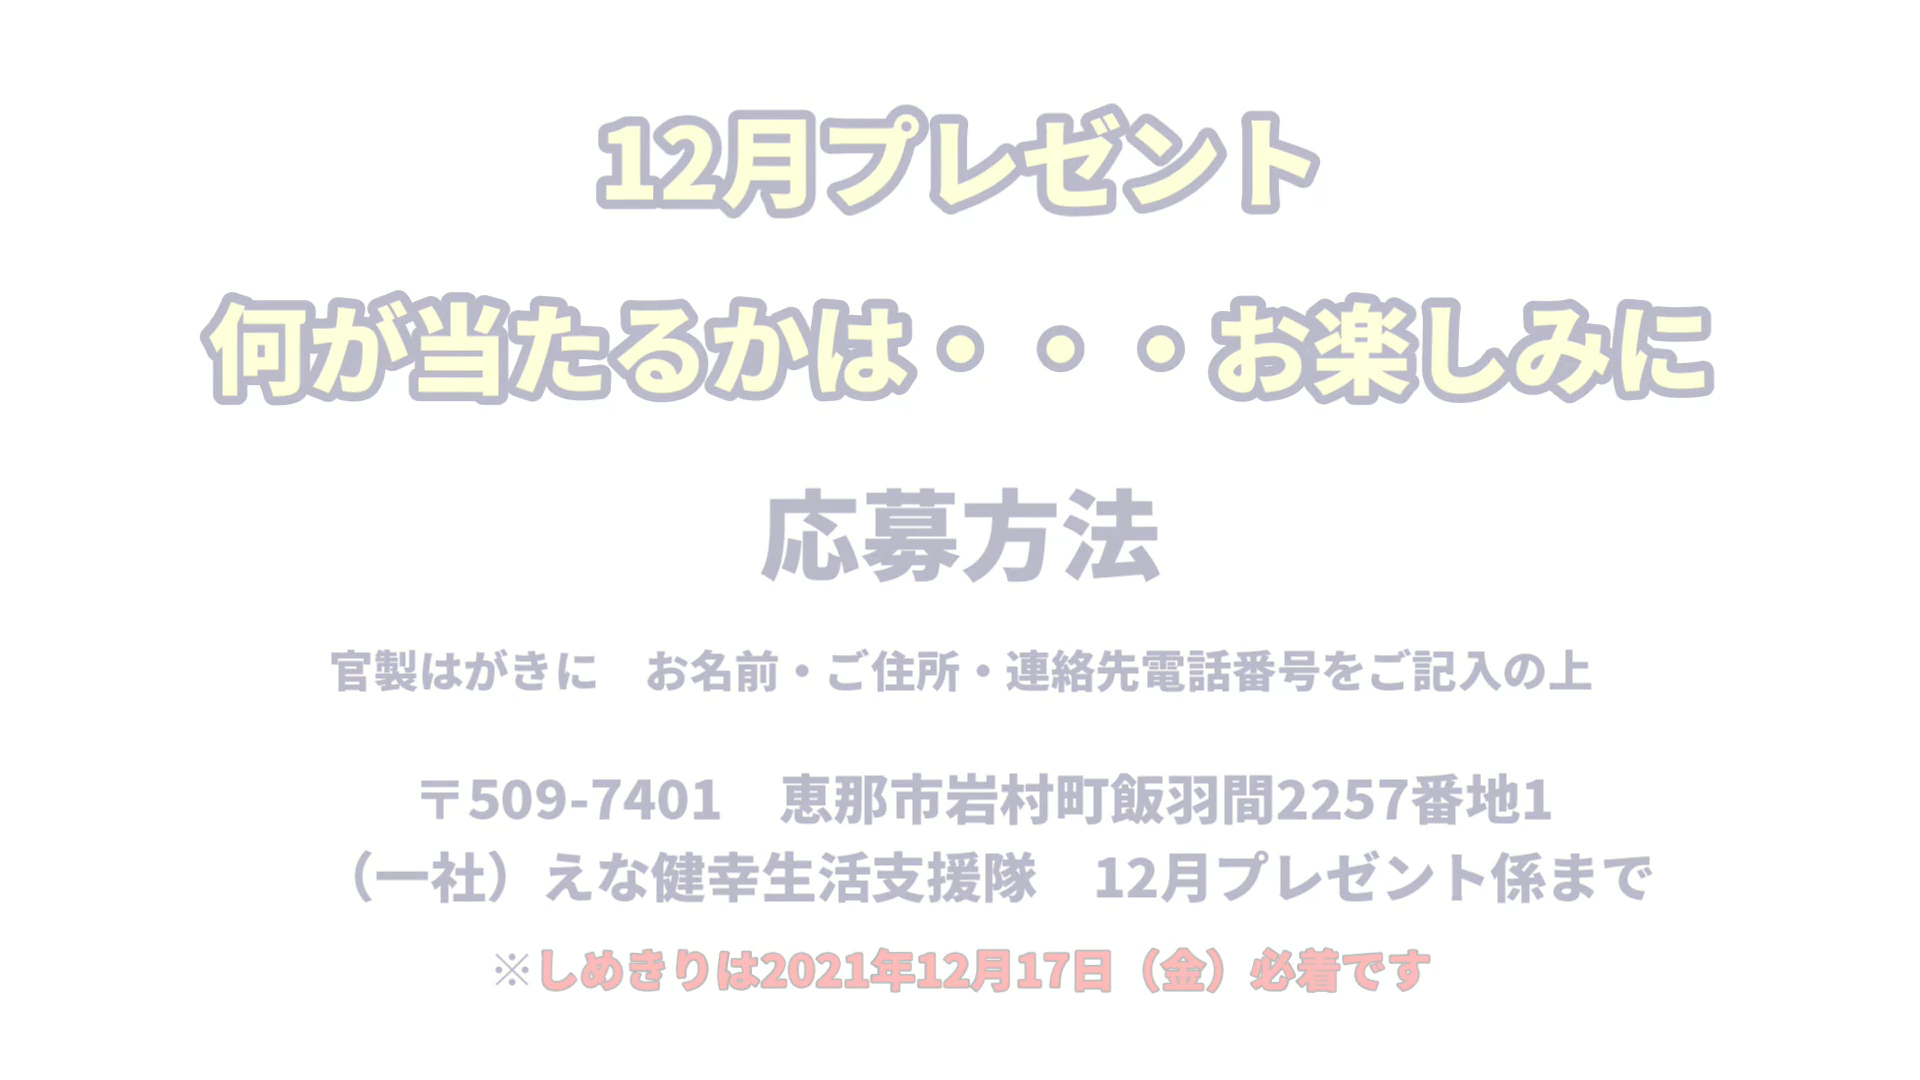 12月プレゼント
何が当たるかは・・・お楽しみに
応募方法
官製はがきに　お名前・ご住所・連絡先電話番号をご記入の上
〒509-7401　恵那市岩村町飯羽間2257番地1
（一社）えな健幸生活支援隊　12月プレゼント係まで
※しめきりは2021年12月17日（金）必着です